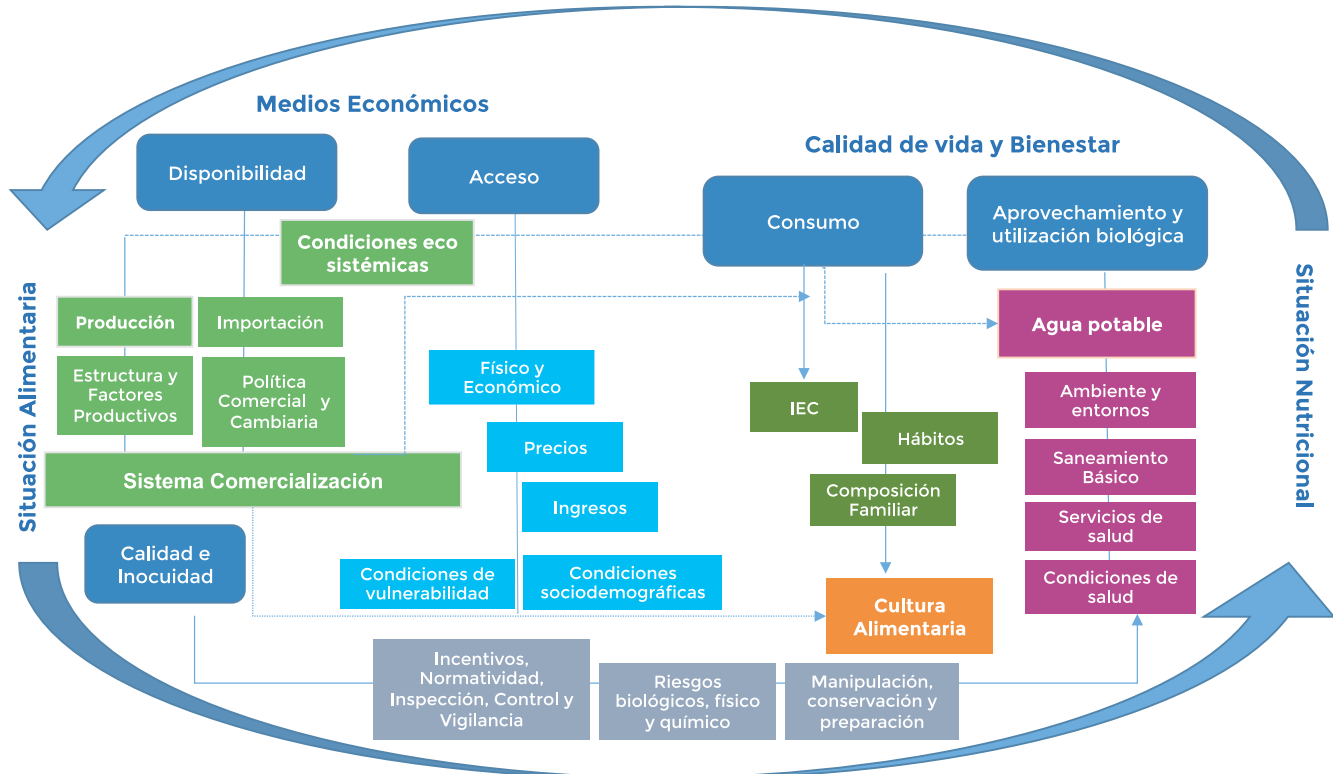 Medios Económicos
Calidad de vida y Bienestar
Disponibilidad
Acceso
Consumo
Aprovechamiento y
utilización biológica
Condiciones eco
sistémicas
Situación Alimentaria
Situación Nutricional
Producción
Importación
Agua potable
Estructura y
Factores
Productivos
Política
Comercial y
Cambiaria
Físico y
Económico
IEC
Ambiente y
entornos
Precios
Hábitos
Saneamiento
Básico
Sistema Comercialización
Ingresos
Composición
Familiar
Servicios de
salud
Calidad e
Inocuidad
Condiciones de
vulnerabilidad
Condiciones
sociodemográficas
Cultura
Alimentaria
Condiciones de
salud
Incentivos,
Normatividad,
Inspección, Control y
Vigilancia
Riesgos
biológicos, físico
y químico
Manipulación,
conservación y
preparación